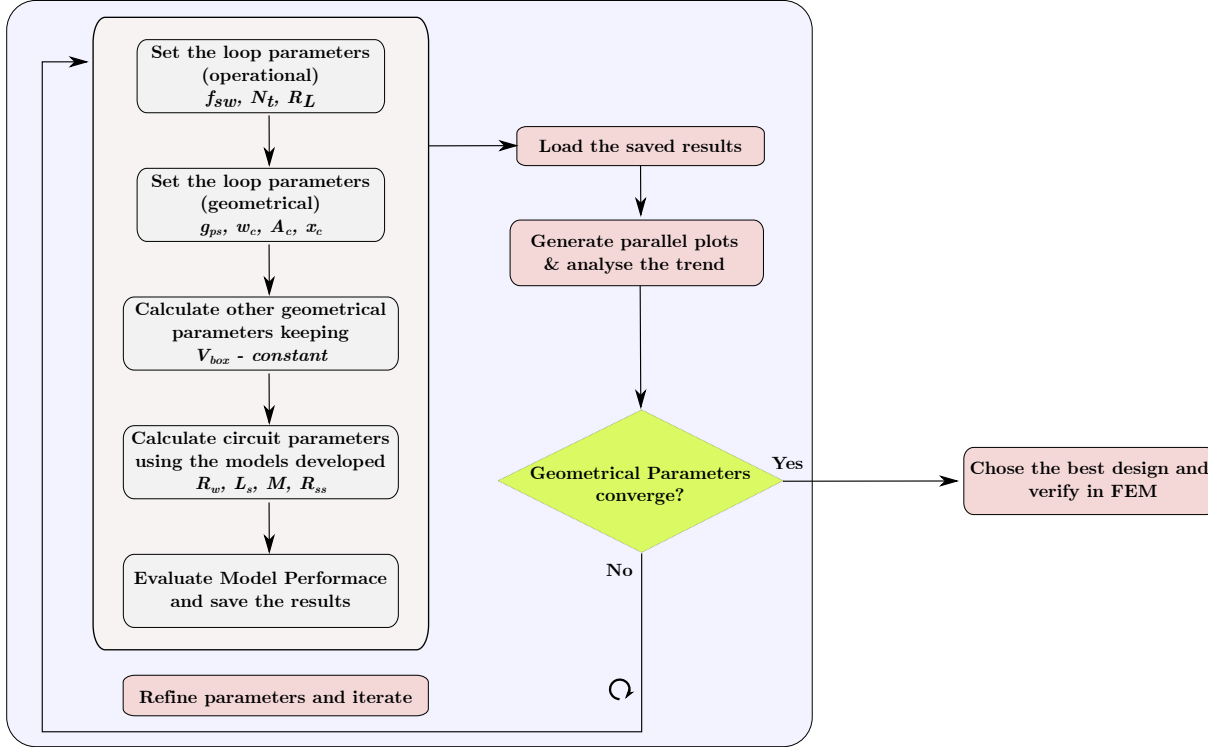 Set the loop parameters
(operational)
f_sw, N_t, R_L
Set the loop parameters
(geometrical)
g_ps, w_c, A_c, x_c
Calculate other geometrical
parameters keeping
V_box - constant
Calculate circuit parameters
using the models developed
R_w, L_s, M, R_ss
Evaluate Model Performace
and save the results
Refine parameters and iterate
Load the saved results
Generate parallel plots
& analyse the trend
Geometrical Parameters
converge?
Yes
No
Chose the best design and
verify in FEM